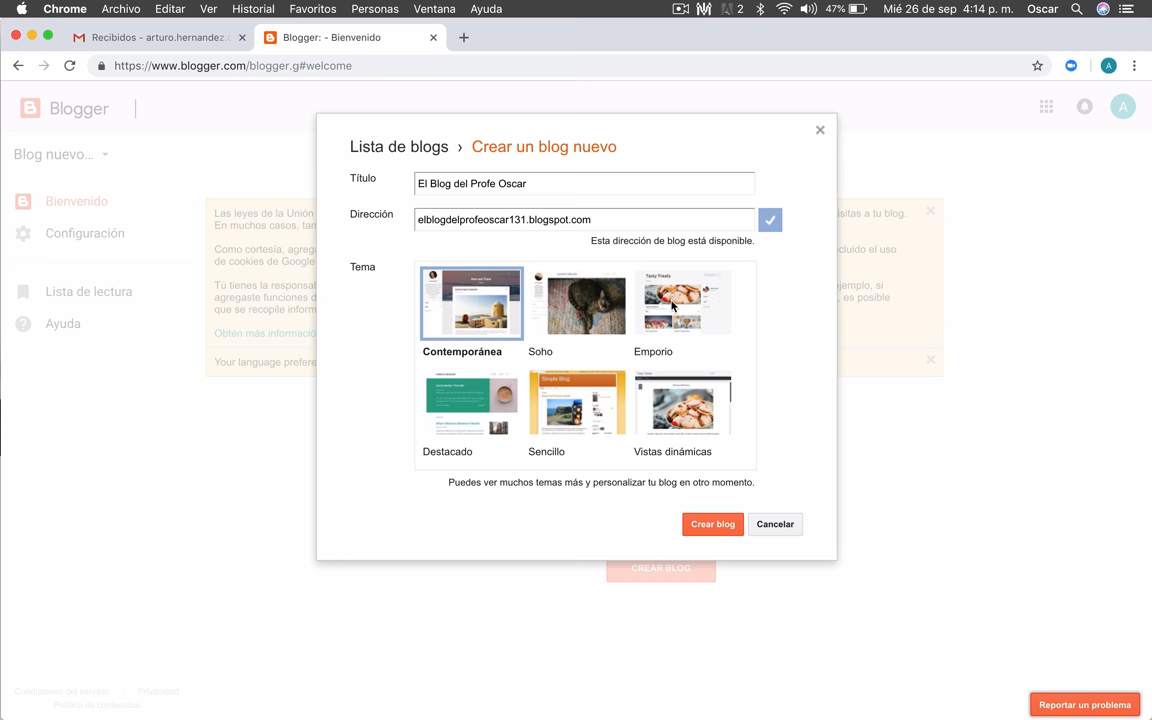 Chrome Archivo Editar Ver Historial Favoritos Personas Ventana Ayuda 2 47% Mié 26 de sep 4:14 p. m. Oscar
Recibidos - arturo.hernandez.
Blogger: - Bienvenido
https://www.blogger.com/blogger.g#welcome
A
Blogger
A
Blog nuevo...
Bienvenido
Configuración
Lista de lectura
Ayuda
Las leyes de la Unión
isitas a tu blog.
En muchos casos, tam
Como cortesía, agrega
cluido el uso
de cookies de Google
Tú tienes la responsa
emplo, si
agregaste funciones d
, es posible
que se recopile inform
Obtén más informació
Your language prefere
Lista de blogs › Crear un blog nuevo
Título
El Blog del Profe Oscar
Dirección
elblogdelprofeoscar131.blogspot.com
Esta dirección de blog está disponible.
Tema
Tasty Treats
Contemporánea
Soho
Emporio
Simple Blog
Destacado
Sencillo
Vistas dinámicas
Puedes ver muchos temas más y personalizar tu blog en otro momento.
Crear blog
Cancelar
CREAR BLOG
Condiciones del servicio
Privacidad
Política de contenidos
Reportar un problema